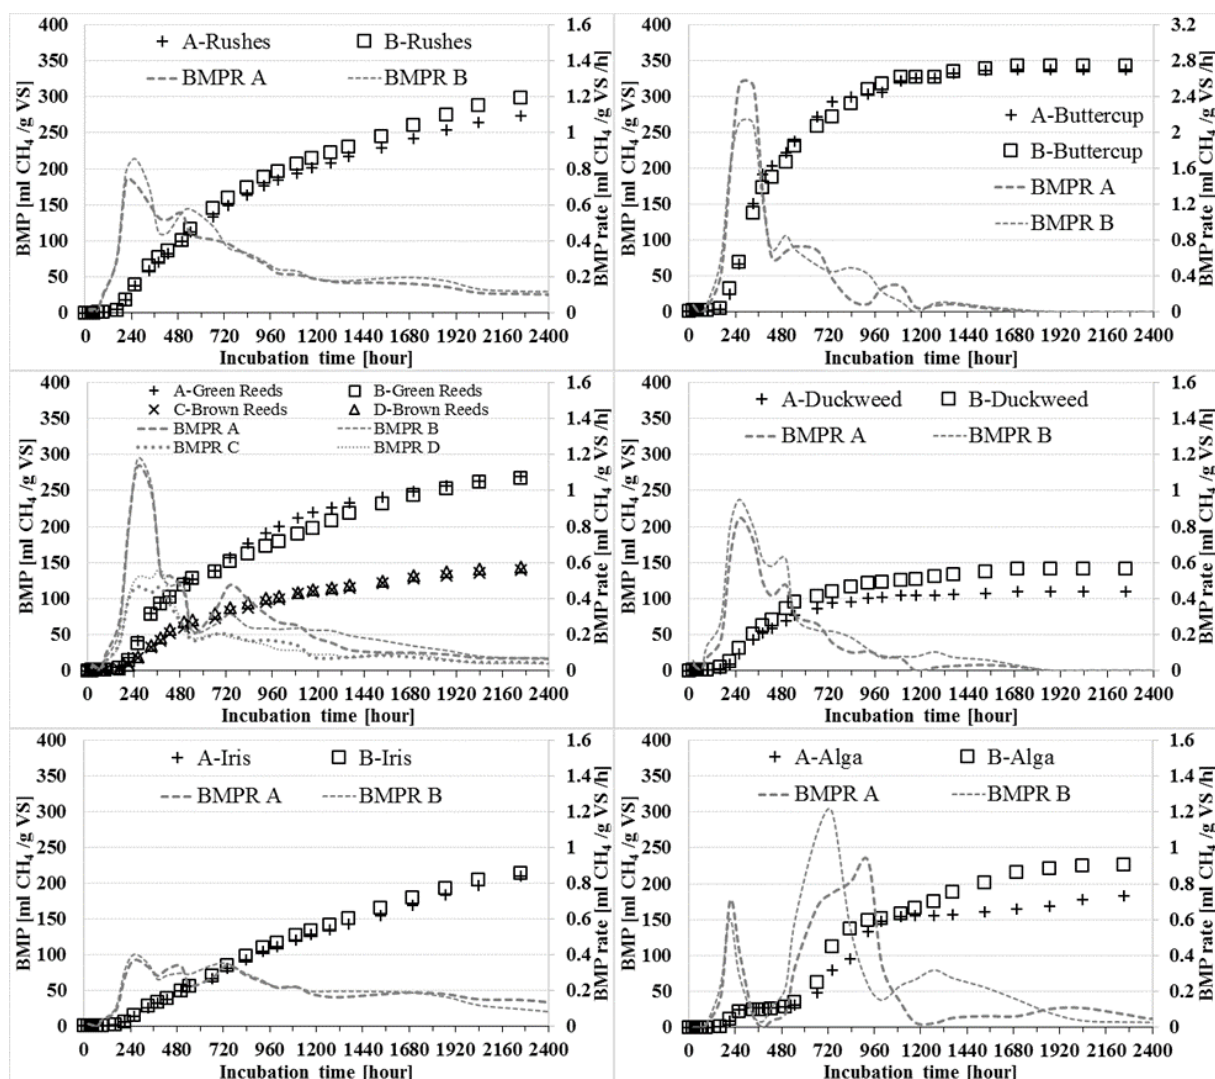 400 350 300 250 200 150 100 50 0
BMP [ml CH4 /g VS]
A-Rushes B-Rushes
BMPR A BMPR B
1.6 1.4 1.2 1 0.8 0.6 0.4 0.2 0
BMP rate [ml CH4 /g VS /h]
0 240 480 720 960 1200 1440 1680 1920 2160 2400
Incubation time [hour]
400 350 300 250 200 150 100 50 0
BMP [ml CH4 /g VS]
A-Buttercup
B-Buttercup
BMPR A
BMPR B
3.2 2.8 2.4 2 1.6 1.2 0.8 0.4 0
BMP rate [ml CH4 /g VS /h]
0 240 480 720 960 1200 1440 1680 1920 2160 2400
Incubation time [hour]
400 350 300 250 200 150 100 50 0
BMP [ml CH4 /g VS]
A-Green Reeds B-Green Reeds
C-Brown Reeds D-Brown Reeds
BMPR A BMPR B
BMPR C BMPR D
1.6 1.4 1.2 1 0.8 0.6 0.4 0.2 0
BMP rate [ml CH4 /g VS /h]
0 240 480 720 960 1200 1440 1680 1920 2160 2400
Incubation time [hour]
400 350 300 250 200 150 100 50 0
BMP [ml CH4 /g VS]
A-Duckweed B-Duckweed
BMPR A BMPR B
1.6 1.4 1.2 1 0.8 0.6 0.4 0.2 0
BMP rate [ml CH4 /g VS /h]
0 240 480 720 960 1200 1440 1680 1920 2160 2400
Incubation time [hour]
400 350 300 250 200 150 100 50 0
BMP [ml CH4 /g VS]
A-Iris B-Iris
BMPR A BMPR B
1.6 1.4 1.2 1 0.8 0.6 0.4 0.2 0
BMP rate [ml CH4 /g VS /h]
0 240 480 720 960 1200 1440 1680 1920 2160 2400
Incubation time [hour]
400 350 300 250 200 150 100 50 0
BMP [ml CH4 /g VS]
A-Alga B-Alga
BMPR A BMPR B
1.6 1.4 1.2 1 0.8 0.6 0.4 0.2 0
BMP rate [ml CH4 /g VS /h]
0 240 480 720 960 1200 1440 1680 1920 2160 2400
Incubation time [hour]